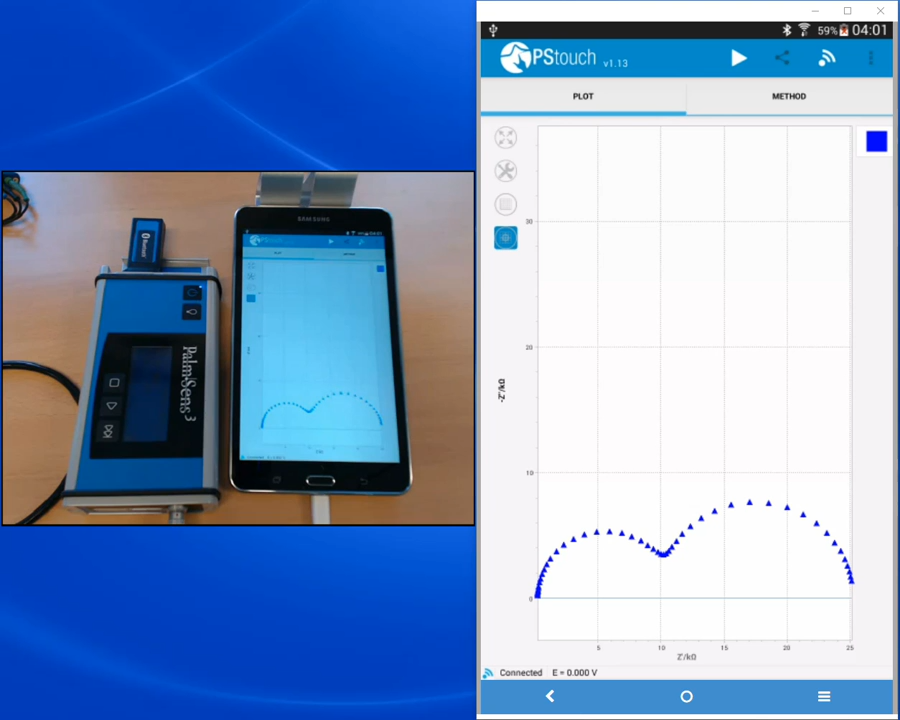 59% 04:01
PStouch v1.13
PLOT METHOD
30
20
10
0
-Z"/kΩ
5 10 15 20 25
Z'/kΩ
Connected E = 0.000 V
SAMSUNG
Bluetooth
PalmSens3